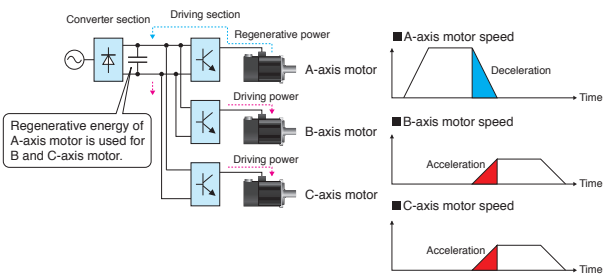 Converter section
Driving section
Regenerative power
A-axis motor
Driving power
B-axis motor
Driving power
C-axis motor
Regenerative energy of
A-axis motor is used for
B and C-axis motor.
■A-axis motor speed
Deceleration
Time
■B-axis motor speed
Acceleration
Time
■C-axis motor speed
Acceleration
Time